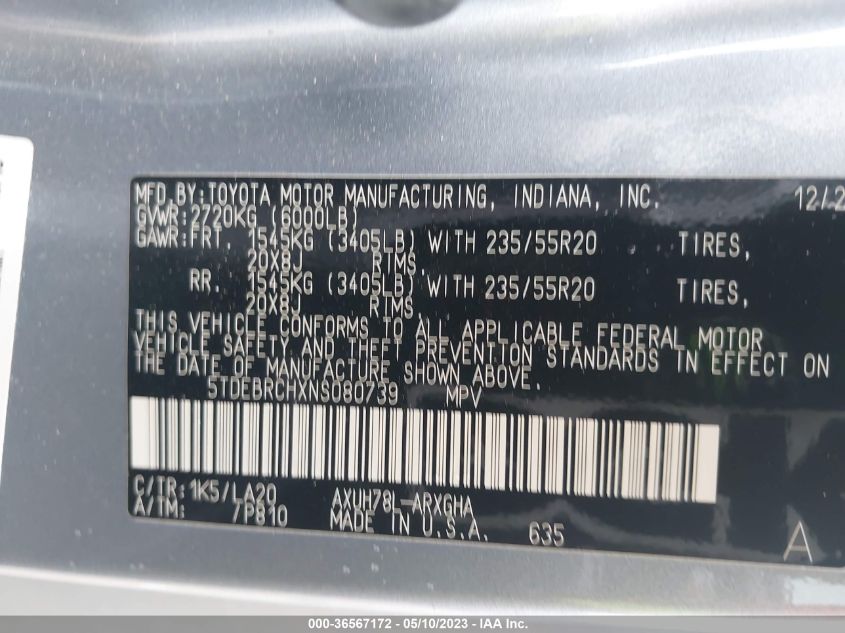 MFD.BY:TOYOTA MOTOR MANUFACTURING, INDIANA, INC. 12/2
GVWR:2720KG (6000LB)
GAWR:FRT. 1545KG (3405LB) WITH 235/55R20 TIRES,
20X8J RIMS,
RR. 1545KG (3405LB) WITH 235/55R20 TIRES,
20X8J RIMS
THIS VEHICLE CONFORMS TO ALL APPLICABLE FEDERAL MOTOR
VEHICLE SAFETY AND THEFT PREVENTION STANDARDS IN EFFECT ON
THE DATE OF MANUFACTURE SHOWN ABOVE.
5TDEBRCHXNS080739 MPV
C/TR:1K5/LA20 AXUH78L-ARXGHA
A/TM: /P810 MADE IN U.S.A. 635
A
000-36567172 — 05/10/2023 — IAA Inc.